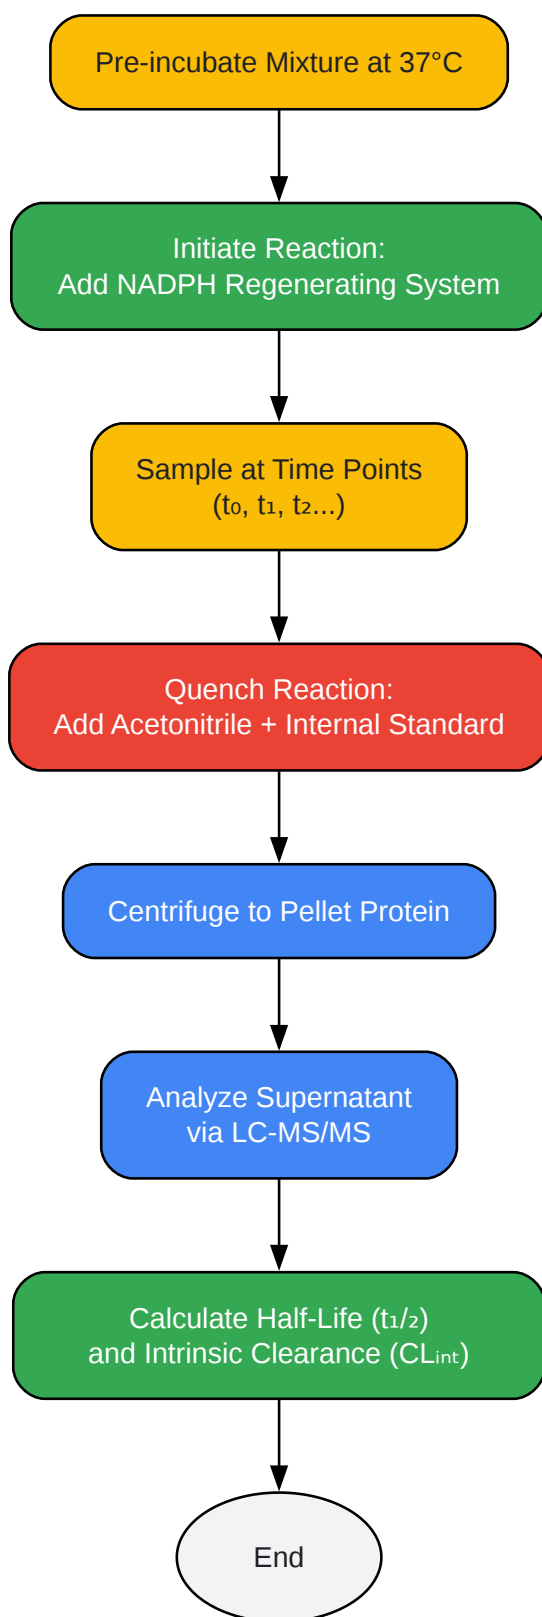 Pre-incubate Mixture at 37°C
Initiate Reaction:
Add NADPH Regenerating System
Sample at Time Points
(t₀, t₁, t₂...)
Quench Reaction:
Add Acetonitrile + Internal Standard
Centrifuge to Pellet Protein
Analyze Supernatant
via LC-MS/MS
Calculate Half-Life (t₁/₂)
and Intrinsic Clearance (CLᵢₙₜ)
End